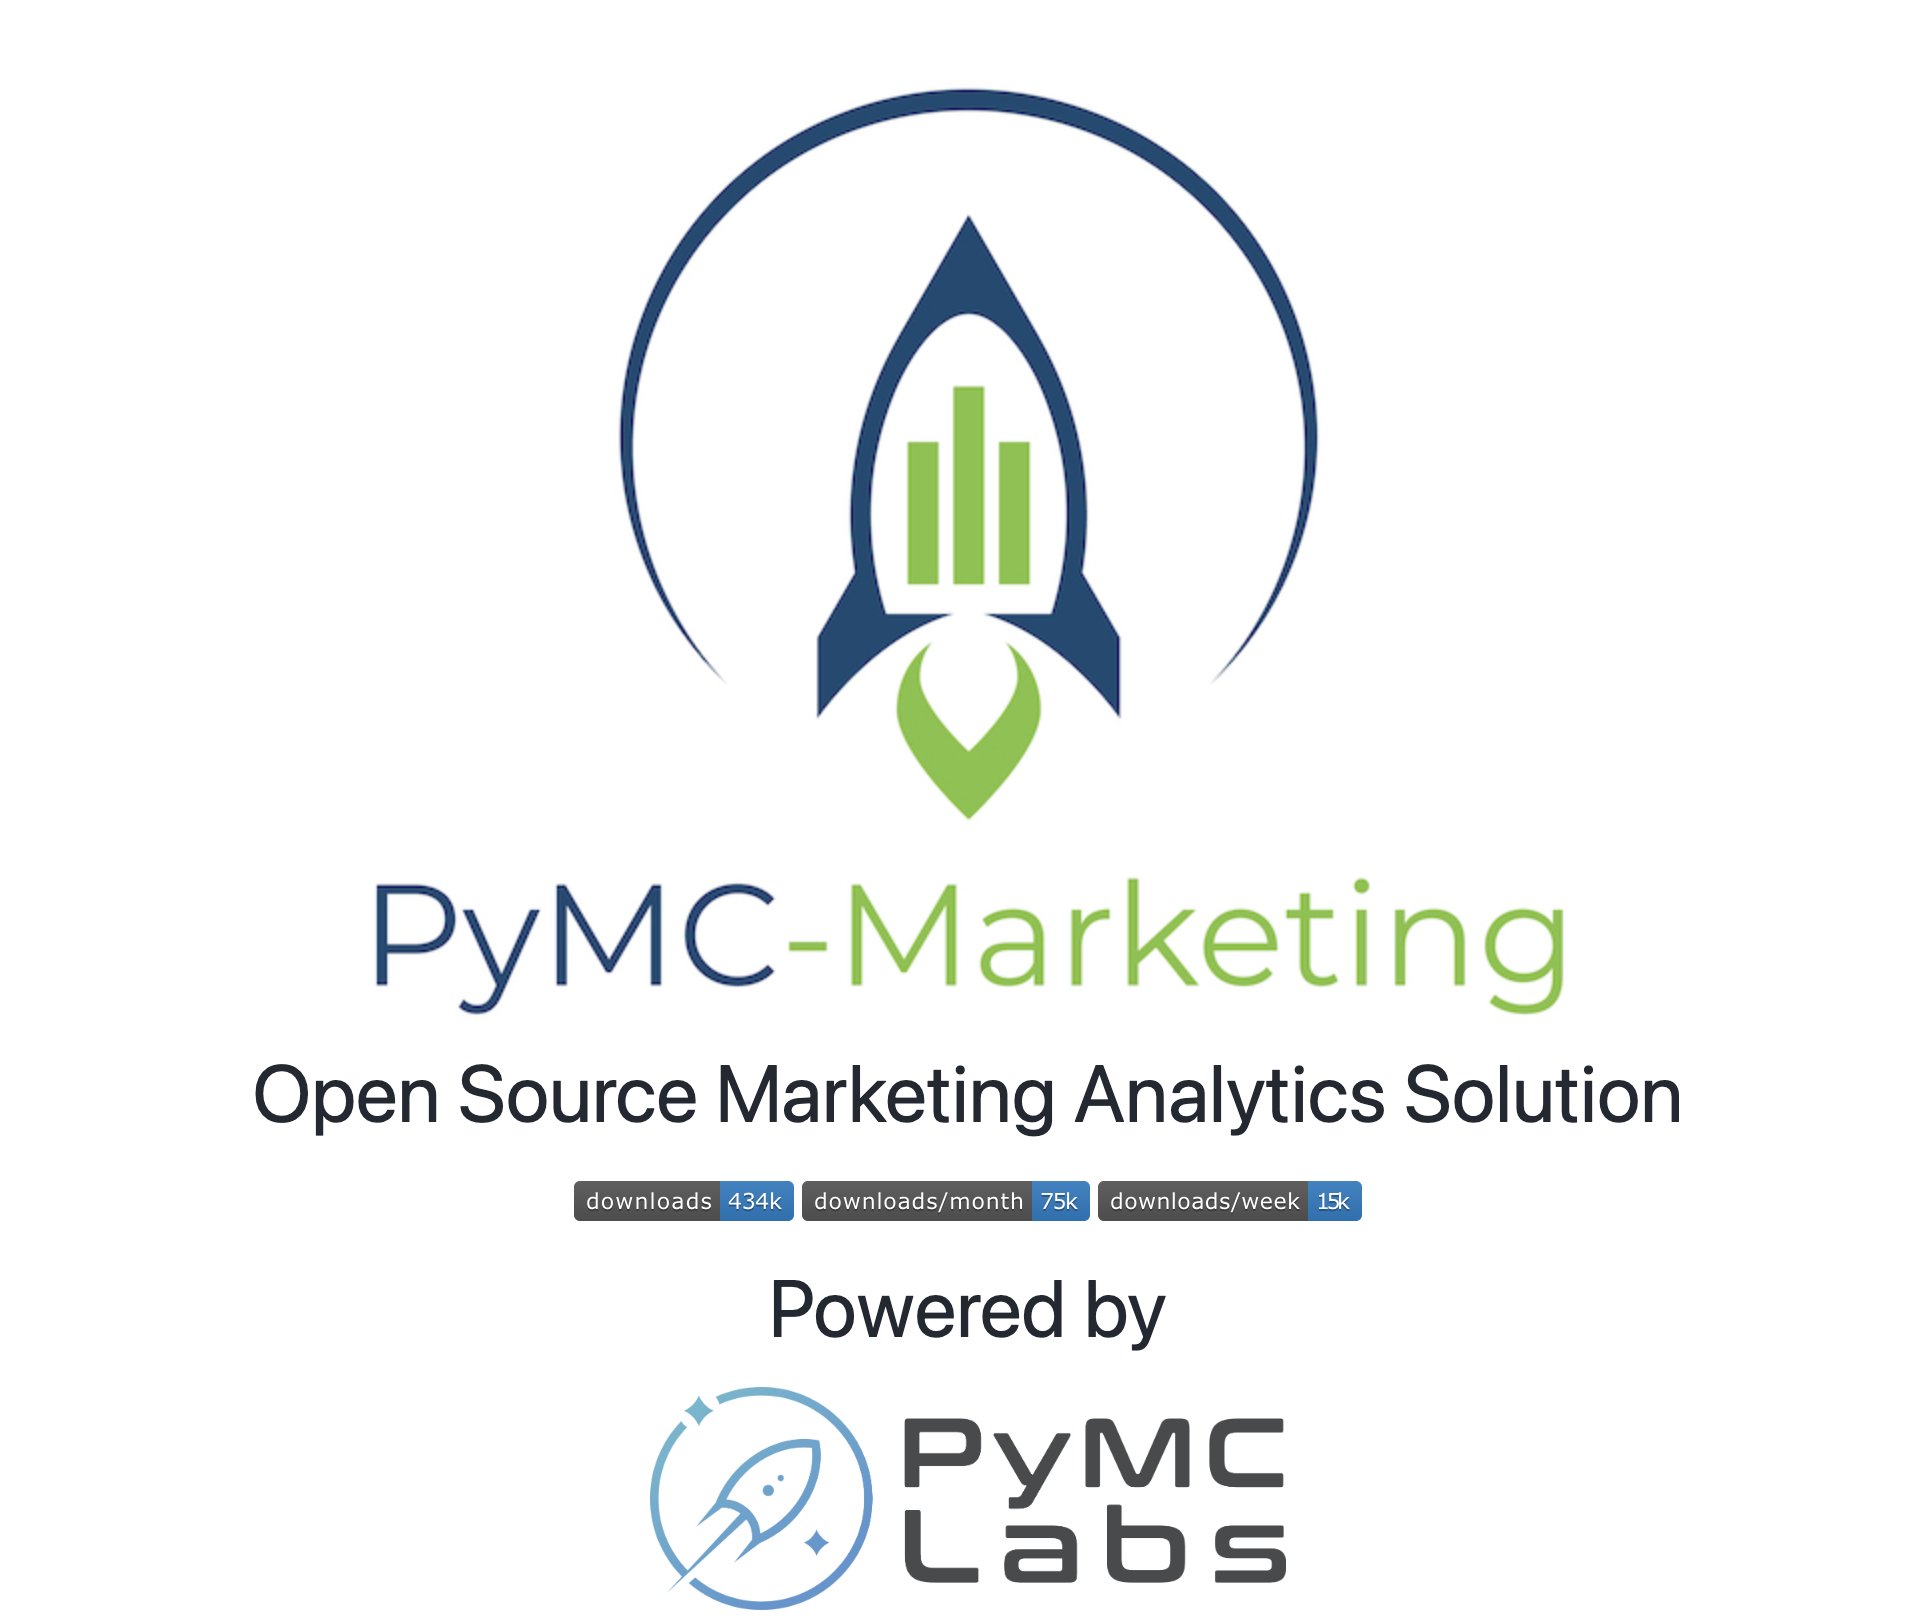 PyMC-Marketing
Open Source Marketing Analytics Solution
downloads 434k downloads/month 75k downloads/week 15k
Powered by
PyMC
Labs